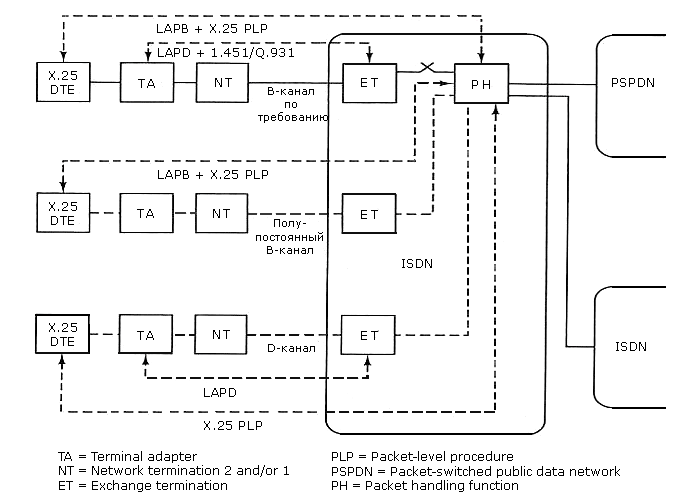 LAPB + X.25 PLP
LAPD + 1.451/Q.931
X.25
DTE
TA
NT
В-канал
по
требованию
ET
PH
PSPDN
LAPB + X.25 PLP
X.25
DTE
TA
NT
Полу-
постоянный
В-канал
ET
ISDN
X.25
DTE
TA
NT
D-канал
ET
ISDN
LAPD
X.25 PLP
TA = Terminal adapter
NT = Network termination 2 and/or 1
ET = Exchange termination
PLP = Packet-level procedure
PSPDN = Packet-switched public data network
PH = Packet handling function